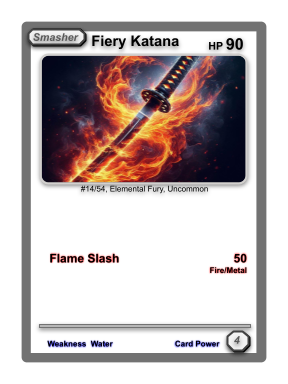 Smasher Fiery Katana HP 90
#14/54, Elemental Fury, Uncommon
Flame Slash 50
Fire/Metal
Weakness Water Card Power 4